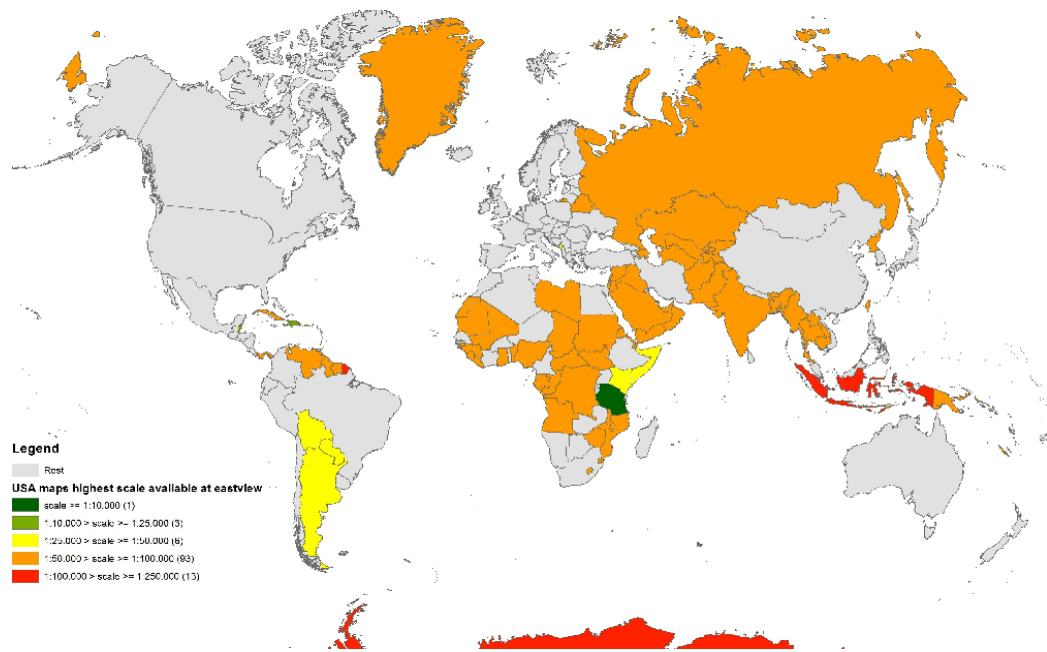 Legend
Rest
USA maps highest scale available at eastview
scale >= 1:10.000 (1)
1:10.000 > scale >= 1:25.000 (3)
1:25.000 > scale >= 1:50.000 (6)
1:50.000 > scale >= 1:100.000 (93)
1:100.000 > scale >= 1:250.000 (13)